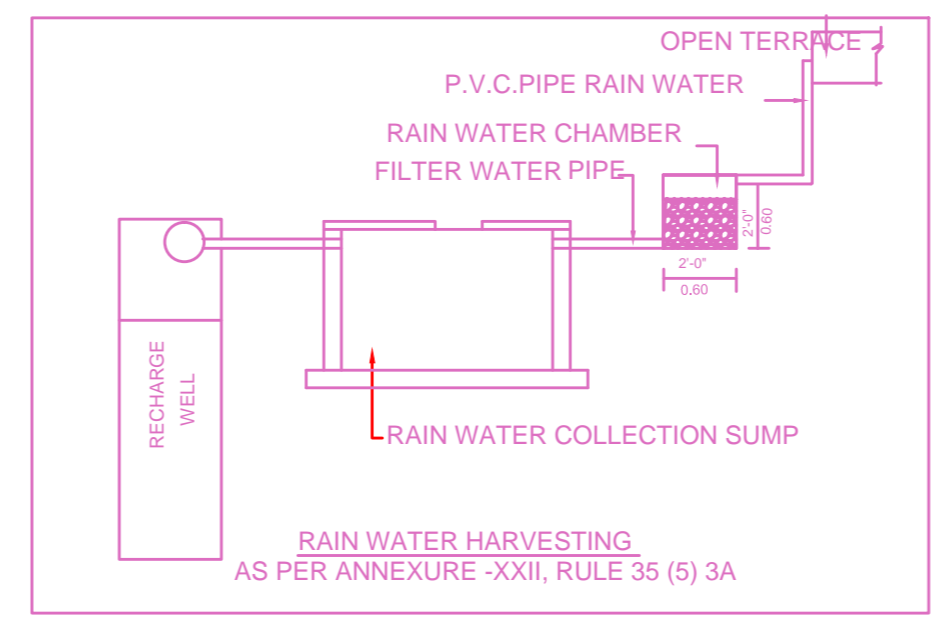 OPEN TERRACE
P.V.C.PIPE RAIN WATER
RAIN WATER CHAMBER
FILTER WATER PIPE
2'-0"
0.60
2'-0"
0.60
RECHARGE
WELL
RAIN WATER COLLECTION SUMP
RAIN WATER HARVESTING
AS PER ANNEXURE -XXII, RULE 35 (5) 3A